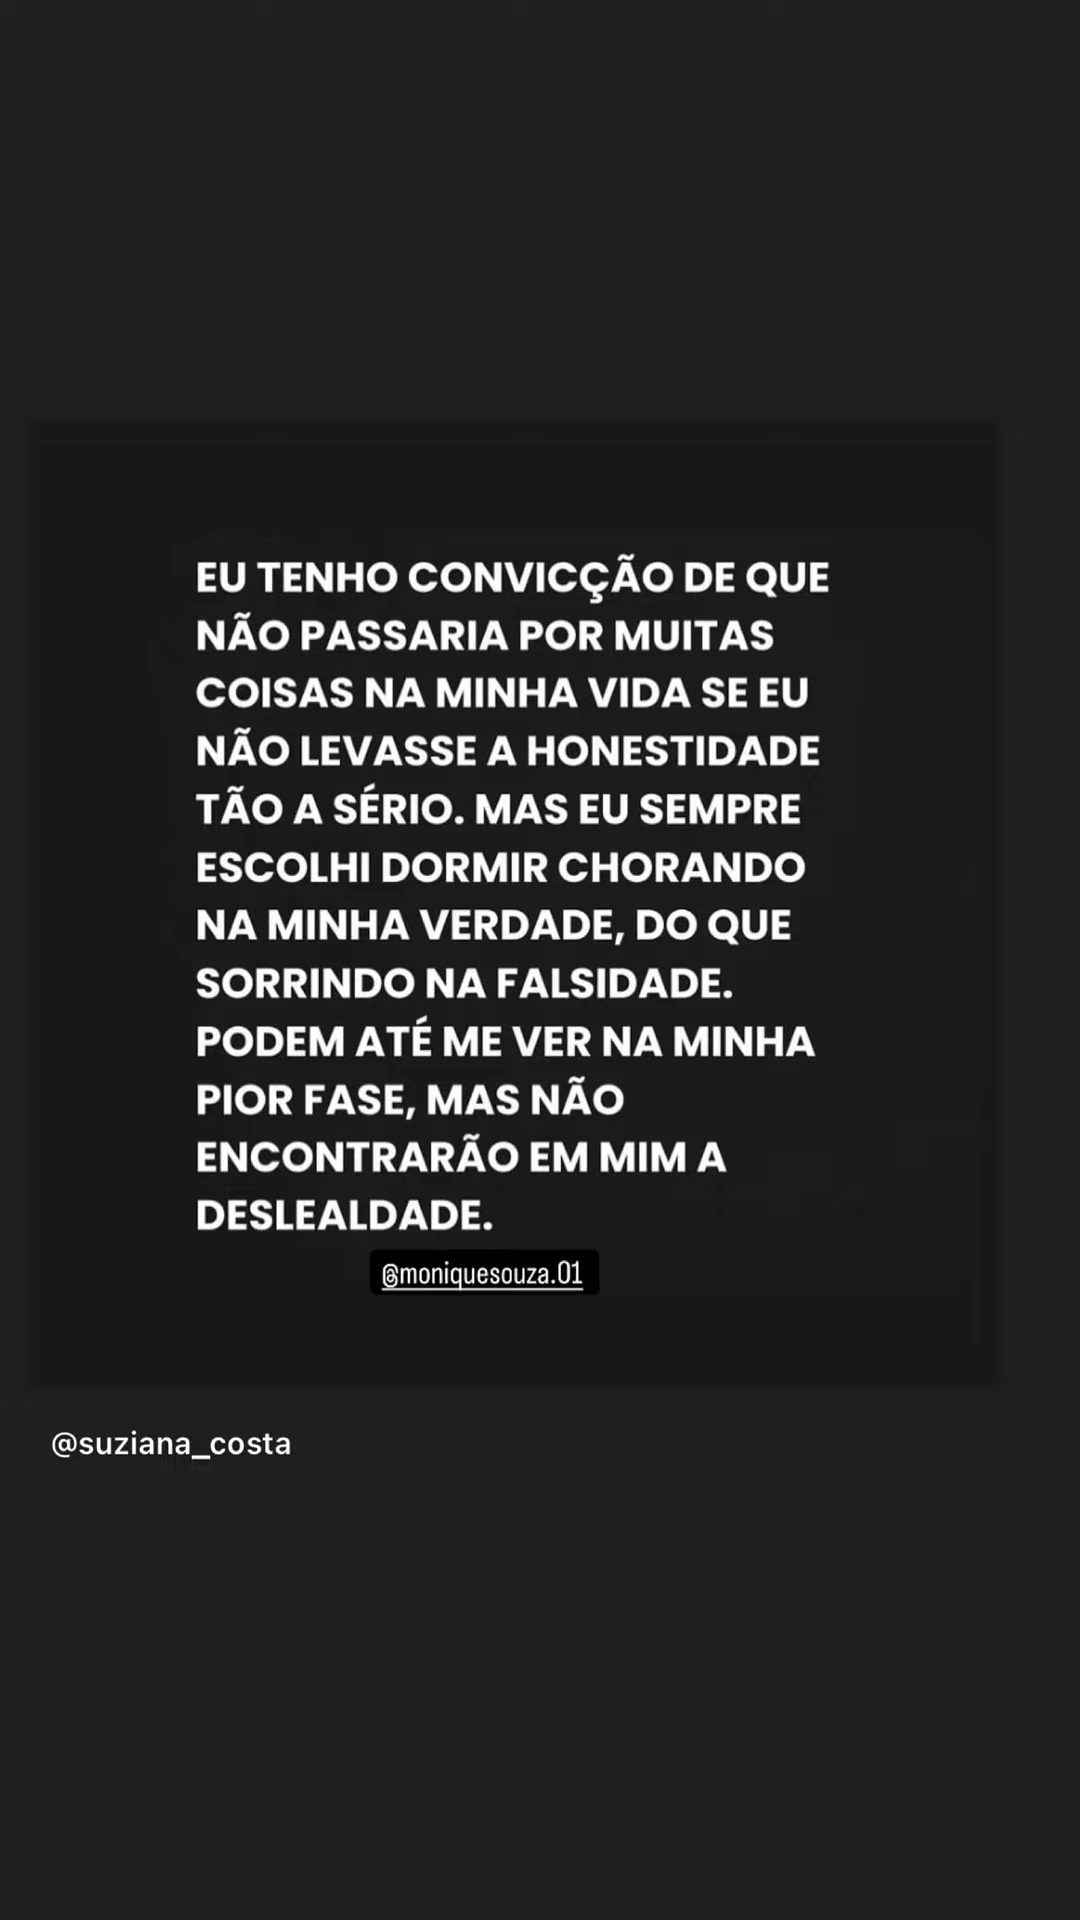 EU TENHO CONVICÇÃO DE QUE
NÃO PASSARIA POR MUITAS
COISAS NA MINHA VIDA SE EU
NÃO LEVASSE A HONESTIDADE
TÃO A SÉRIO. MAS EU SEMPRE
ESCOLHI DORMIR CHORANDO
NA MINHA VERDADE, DO QUE
SORRINDO NA FALSIDADE.
PODEM ATÉ ME VER NA MINHA
PIOR FASE, MAS NÃO
ENCONTRARÃO EM MIM A
DESLEALDADE.
@moniquesouza.01
@suziana_costa